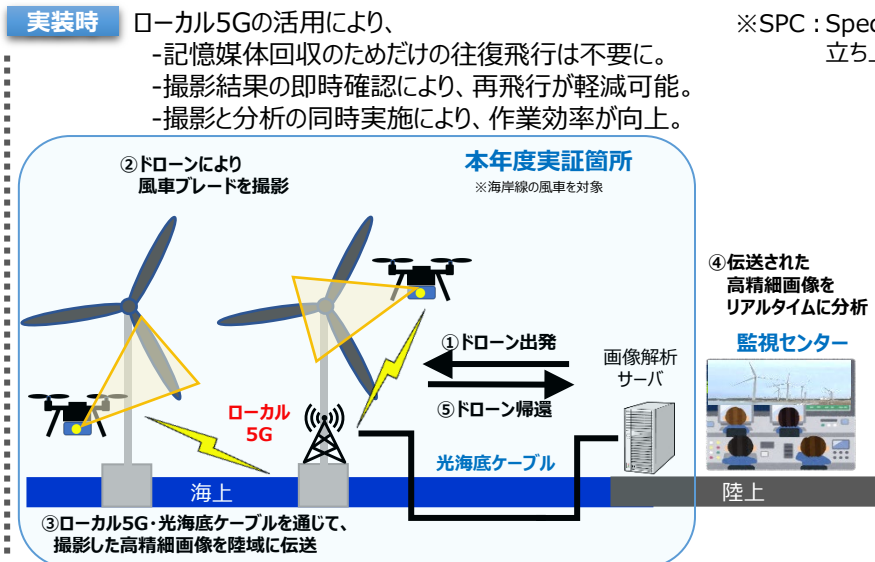 実装時
ローカル5Gの活用により、
-記憶媒体回収のためだけの往復飛行は不要に。
-撮影結果の即時確認により、再飛行が軽減可能。
-撮影と分析の同時実施により、作業効率が向上。
※SPC：Spec
立ち上
②ドローンにより
風車ブレードを撮影
本年度実証箇所
※海岸線の風車を対象
④伝送された
高精細画像を
リアルタイムに分析
監視センター
①ドローン出発
画像解析
サーバ
⑤ドローン帰還
ローカル
5G
光海底ケーブル
海上
陸上
③ローカル5G・光海底ケーブルを通じて、
撮影した高精細画像を陸域に伝送